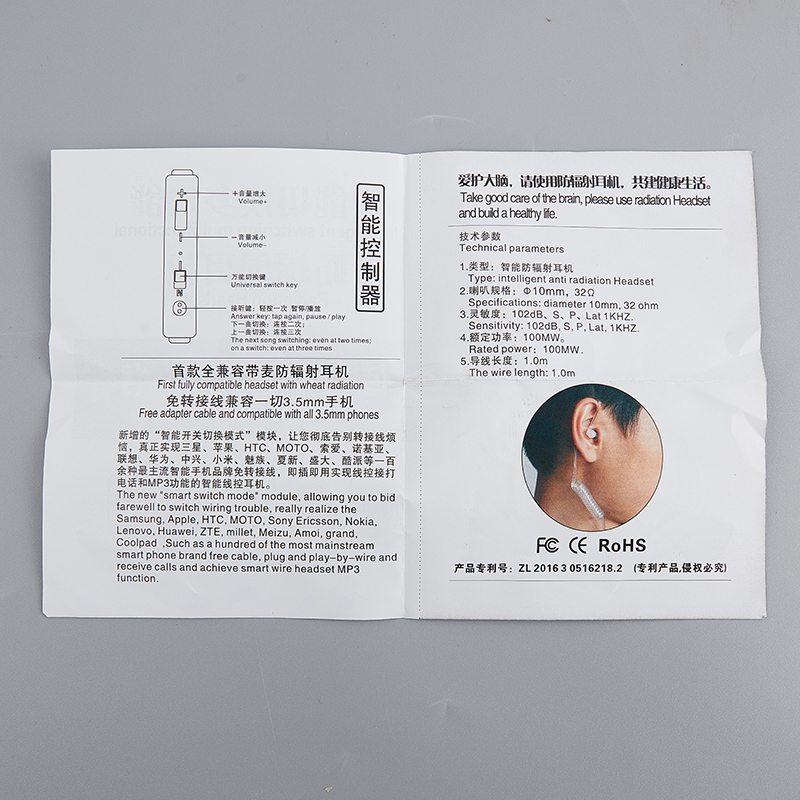 ＋音量增大
Volume+
一音量减小
Volume-
万能切换键
Universal switch key
N
接听键：轻按一次 暂停/播放
Answer key: tap again, pause / play
下一曲切换：连按二次；
上一曲切换：连按三次
The next song switching: even at two times;
on a switch: even at three times
智能控制器
首款全兼容带麦防辐射耳机
First fully compatible headset with wheat radiation
免转接线兼容一切3.5mm手机
Free adapter cable and compatible with all 3.5mm phones
新增的“智能开关切换模式”模块，让您彻底告别转接线烦
恼，真正实现三星、苹果、HTC、MOTO、索爱、诺基亚、
联想、华为、中兴、小米、魅族、夏新、盛大、酷派等一百
余种最主流智能手机品牌免转接线，即插即用实现线控接打
电话和MP3功能的智能线控耳机。
The new "smart switch mode" module, allowing you to bid
farewell to switch wiring trouble, really realize the
Samsung, Apple, HTC, MOTO, Sony Ericsson, Nokia,
Lenovo, Huawei, ZTE, millet, Meizu, Amoi, grand,
Coolpad ,Such as a hundred of the most mainstream
smart phone brand free cable, plug and play-by-wire and
receive calls and achieve smart wire headset MP3
function.
爱护大脑，请使用防辐射耳机，共建健康生活。
Take good care of the brain, please use radiation Headset
and build a healthy life.
技术参数
Technical parameters
1.类型：智能防辐射耳机
Type: intelligent anti radiation Headset
2.喇叭规格：Φ10mm，32Ω
Specifications: diameter 10mm, 32 ohm
3.灵敏度：102dB、S、P、Lat、1KHZ.
Sensitivity: 102dB, S, P, Lat, 1KHZ.
4.额定功率：100MW。
Rated power：100MW.
5.导线长度：1.0m
The wire length：1.0m
FC CE RoHS
产品专利号：ZL 2016 3 0516218.2 （专利产品,侵权必究）